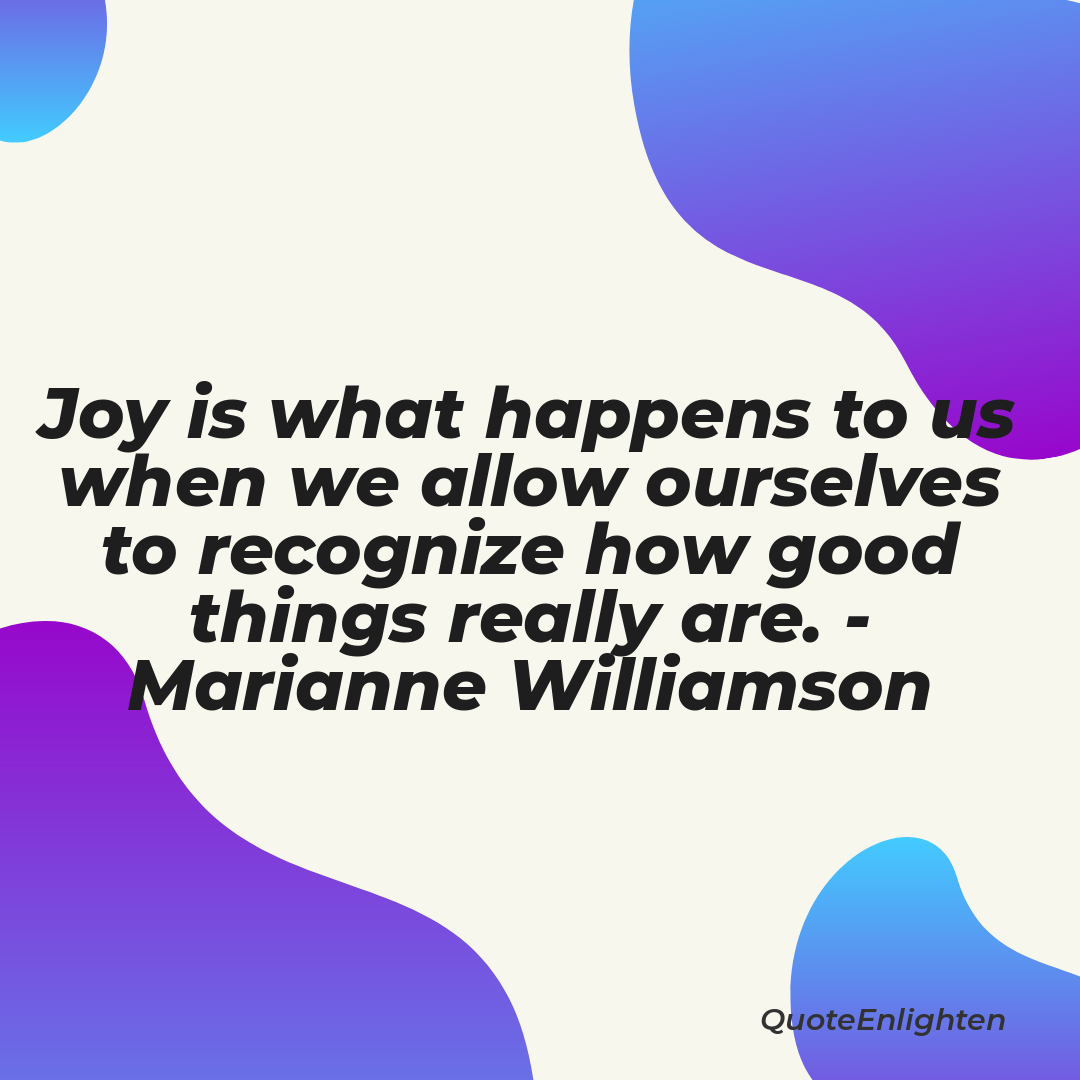 Joy is what happens to us
when we allow ourselves
to recognize how good
things really are. -
Marianne Williamson
QuoteEnlighten